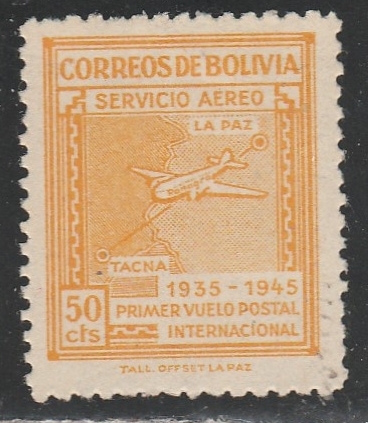 CORREOS DE BOLIVIA
SERVICIO AEREO
LA PAZ
TACNA
1935 - 1945
50 PRIMER VUELO POSTAL
cts INTERNACIONAL
TALL. OFFSET LA PAZ